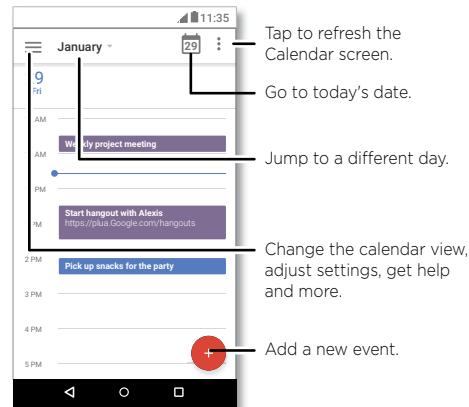 11:35
January
29
9
Fri
AM
Weekly project meeting
AM
PM
Start hangout with Alexis
https://plua.Google.com/hangouts
PM
2 PM
Pick up snacks for the party
3 PM
4 PM
+
5 PM
Tap to refresh the
Calendar screen.
Go to today's date.
Jump to a different day.
Change the calendar view,
adjust settings, get help
and more.
Add a new event.